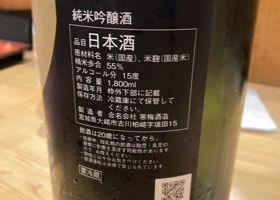 純米吟醸酒
品目 日本酒
原材料名 米(国産)、米麹(国産米)
精米歩合 55%
アルコール分 15度
内容量 1,800ml
製造年月 枠外下部に記載
保存方法 冷蔵庫にて保管して
ください。
製造者 合名会社 寒梅酒造
宮城県大崎市古川柏崎字境田15
飲酒は20歳になってから。
要冷蔵